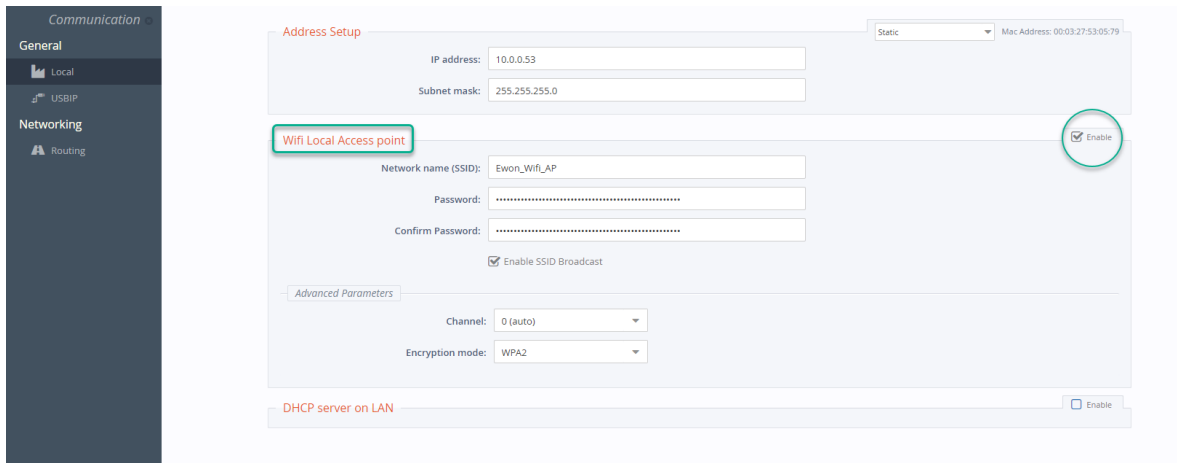 Communication
General
Local
USBIP
Networking
Routing
Address Setup
Static
Mac Address: 00:03:27:53:05:79
IP address: 10.0.0.53
Subnet mask: 255.255.255.0
Wifi Local Access point
Enable
Network name (SSID): Ewon_Wifi_AP
Password:
Confirm Password:
Enable SSID Broadcast
Advanced Parameters
Channel: 0 (auto)
Encryption mode: WPA2
DHCP server on LAN
Enable